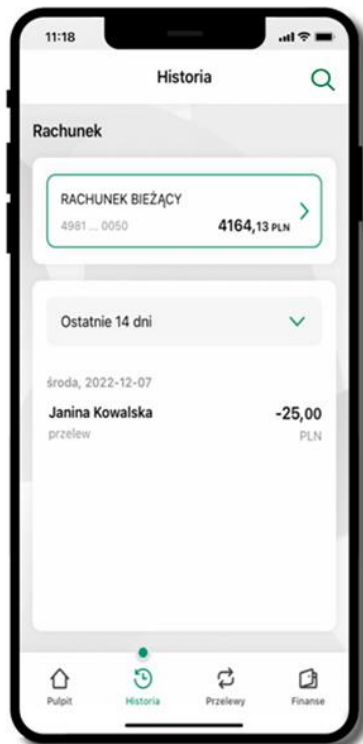 11:18
Historia
Rachunek
RACHUNEK BIEŻĄCY
4981 ... 0050 4164,13 PLN
Ostatnie 14 dni
środa, 2022-12-07
Janina Kowalska -25,00
przelew PLN
Pulpit Historia Przelewy Finanse